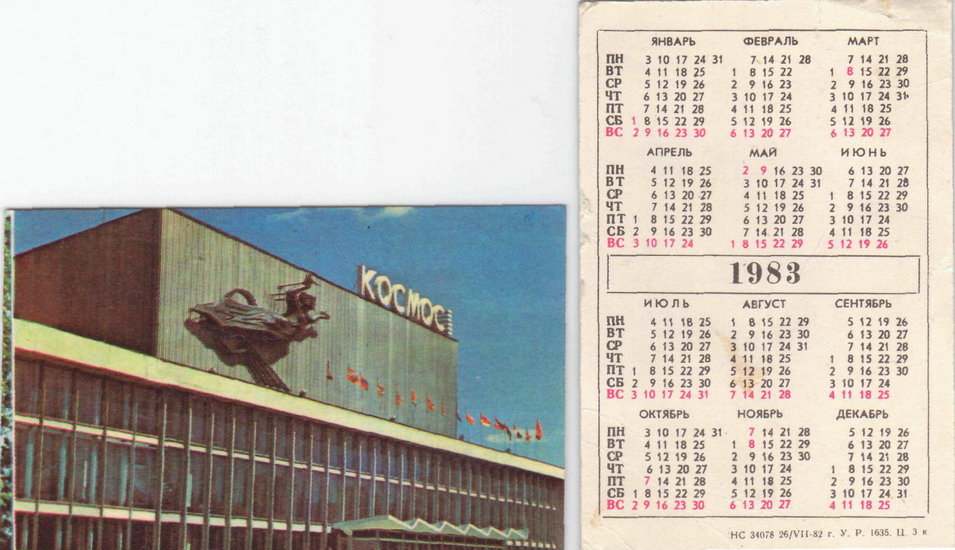 КОСМОС
ЯНВАРЬ ФЕВРАЛЬ МАРТ
ПН 3 10 17 24 31 7 14 21 28 7 14 21 28
ВТ 4 11 18 25 1 8 15 22 1 8 15 22 29
СР 5 12 19 26 2 9 16 23 2 9 16 23 30
ЧТ 6 13 20 27 3 10 17 24 3 10 17 24 31
ПТ 7 14 21 28 4 11 18 25 4 11 18 25
СБ 1 8 15 22 29 5 12 19 26 5 12 19 26
ВС 2 9 16 23 30 6 13 20 27 6 13 20 27
АПРЕЛЬ МАЙ ИЮНЬ
ПН 4 11 18 25 2 9 16 23 30 6 13 20 27
ВТ 5 12 19 26 3 10 17 24 31 7 14 21 28
СР 6 13 20 27 4 11 18 25 1 8 15 22 29
ЧТ 7 14 21 28 5 12 19 26 2 9 16 23 30
ПТ 1 8 15 22 29 6 13 20 27 3 10 17 24
СБ 2 9 16 23 30 7 14 21 28 4 11 18 25
ВС 3 10 17 24 1 8 15 22 29 5 12 19 26
1983
ИЮЛЬ АВГУСТ СЕНТЯБРЬ
ПН 4 11 18 25 1 8 15 22 29 5 12 19 26
ВТ 5 12 19 26 2 9 16 23 30 6 13 20 27
СР 6 13 20 27 3 10 17 24 31 7 14 21 28
ЧТ 7 14 21 28 4 11 18 25 1 8 15 22 29
ПТ 1 8 15 22 29 5 12 19 26 2 9 16 23 30
СБ 2 9 16 23 30 6 13 20 27 3 10 17 24
ВС 3 10 17 24 31 7 14 21 28 4 11 18 25
ОКТЯБРЬ НОЯБРЬ ДЕКАБРЬ
ПН 3 10 17 24 31 7 14 21 28 5 12 19 26
ВТ 4 11 18 25 1 8 15 22 29 6 13 20 27
СР 5 12 19 26 2 9 16 23 30 7 14 21 28
ЧТ 6 13 20 27 3 10 17 24 1 8 15 22 29
ПТ 7 14 21 28 4 11 18 25 2 9 16 23 30
СБ 1 8 15 22 29 5 12 19 26 3 10 17 24 31
ВС 2 9 16 23 30 6 13 20 27 4 11 18 25
НС 34078 26/VII-82 г. У. Р. 1635. Ц. 3 к